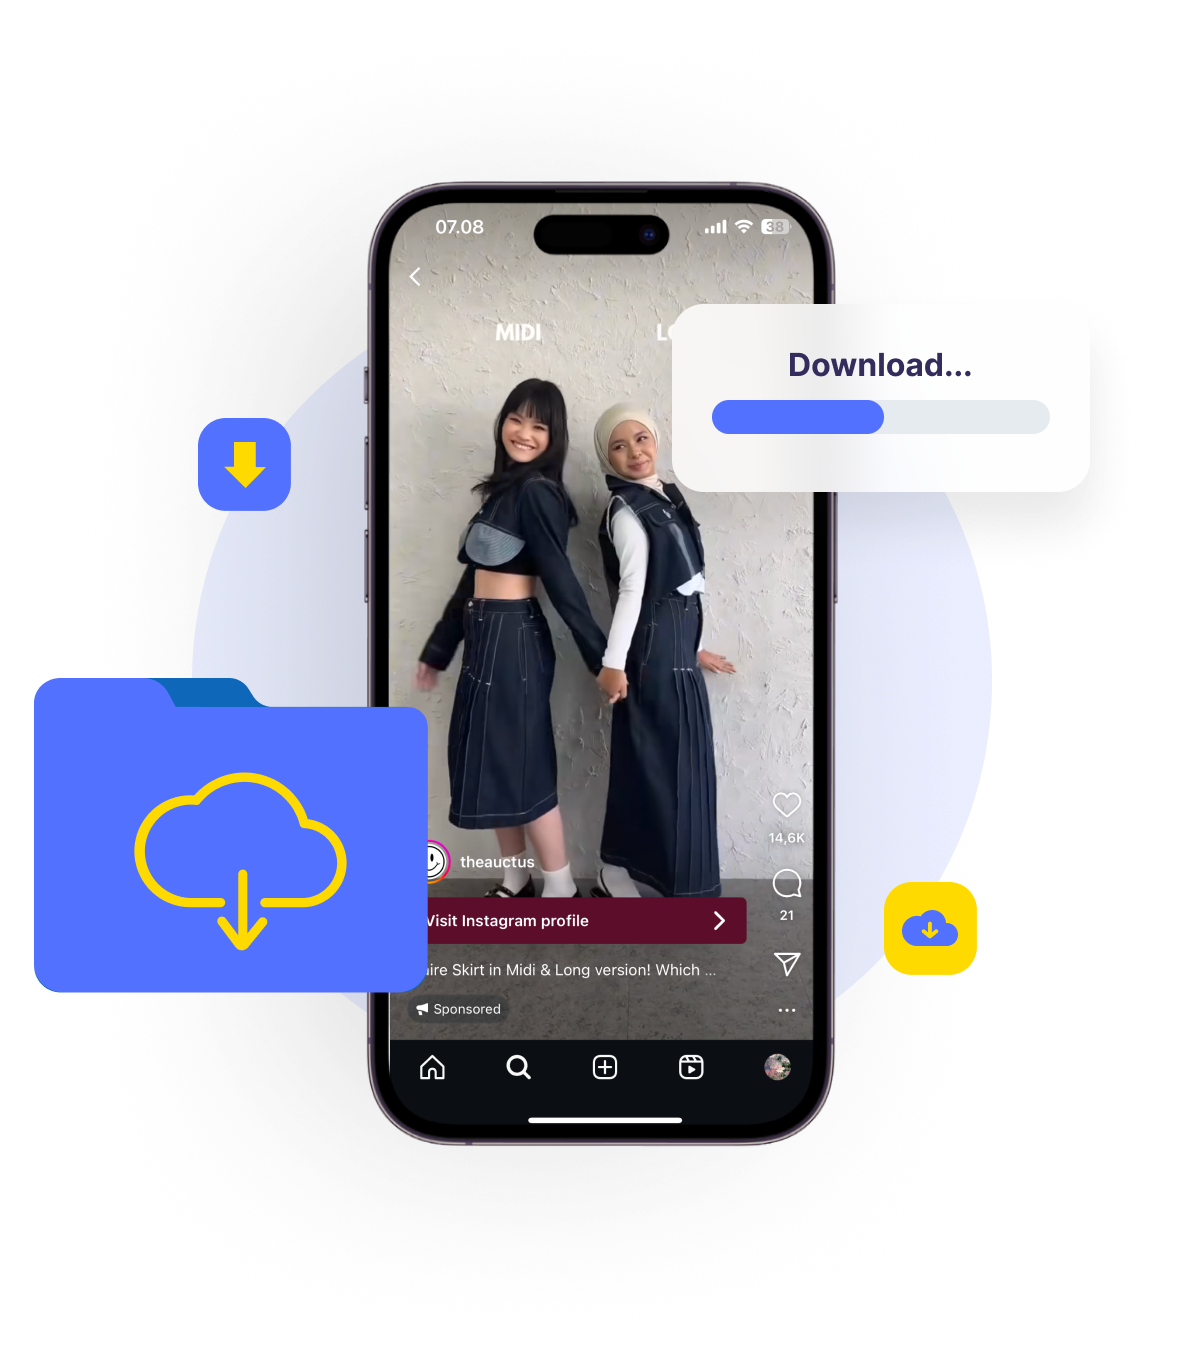 07.08
38
MIDI
Download...
theauctus
Visit Instagram profile
Skirt in Midi & Long version! Which ...
Sponsored
14,6K
21